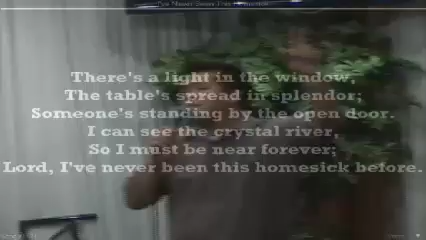 There's a light in the window,
The table's spread in splendor;
Someone's standing by the open door.
I can see the crystal river,
So I must be near forever;
Lord, I've never been this homesick before.